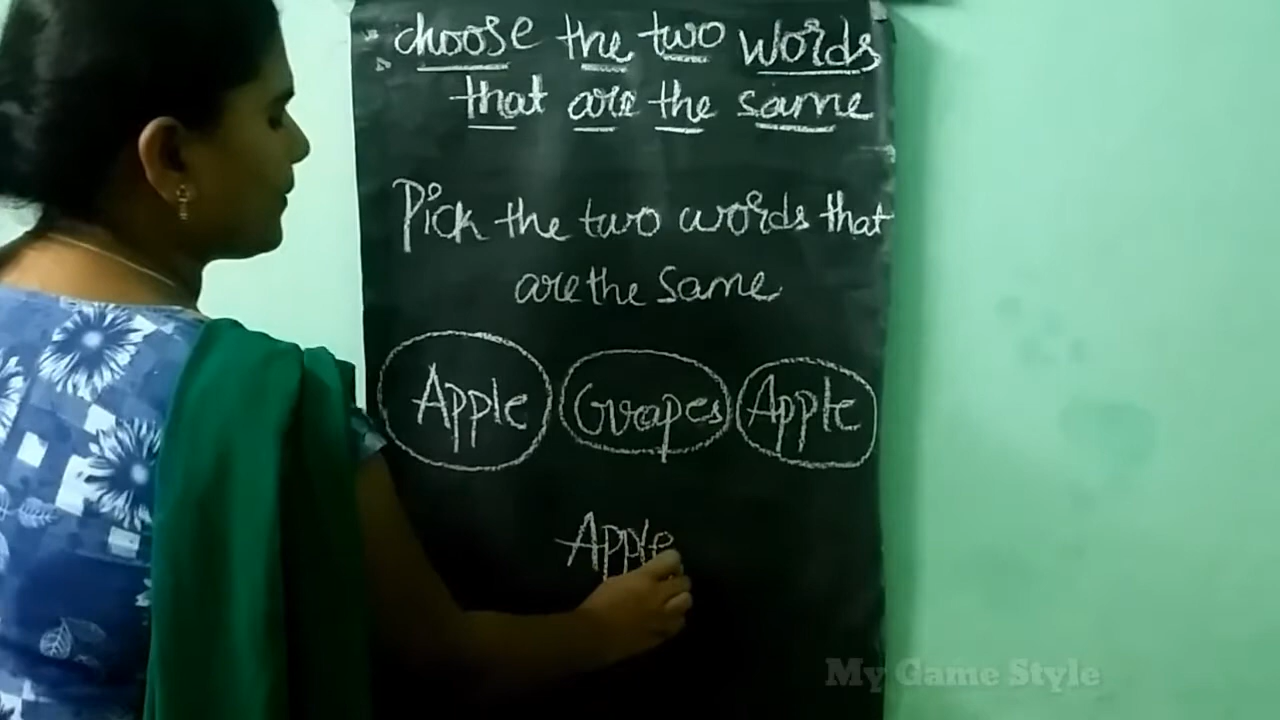 choose the two words
that are the same
Pick the two words that
are the same
Apple Grapes Apple
Apple
My Game Style